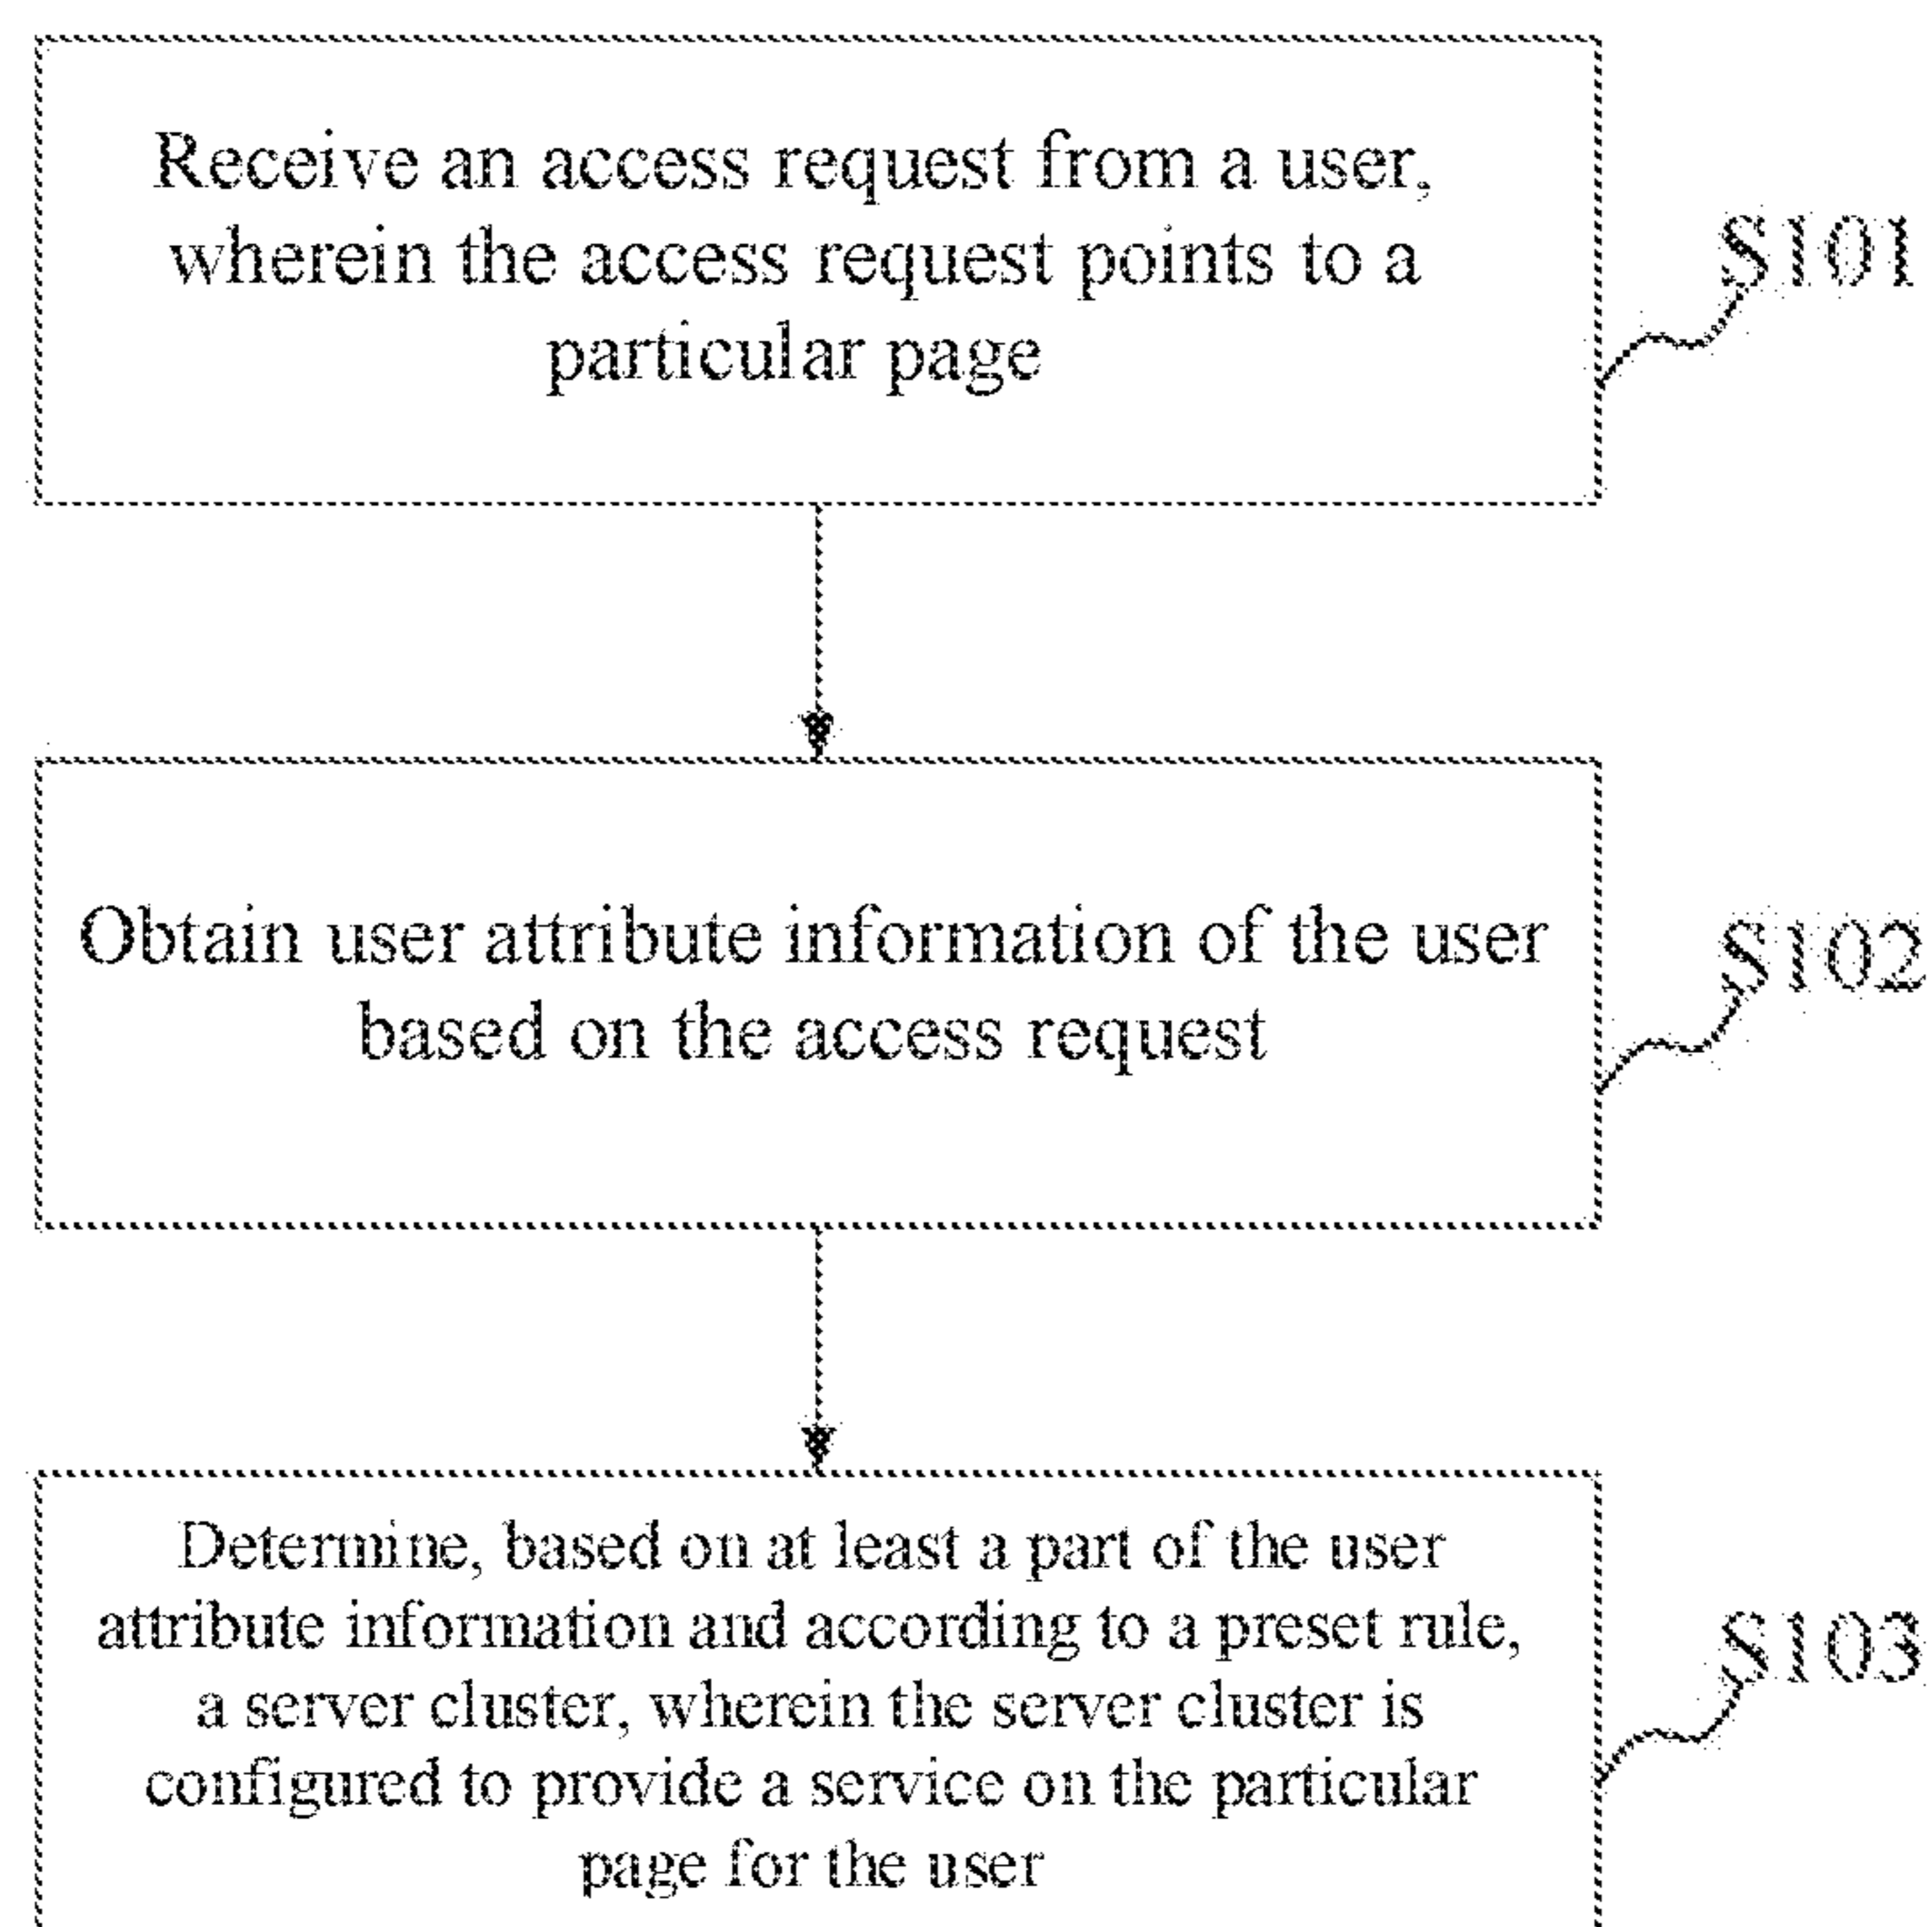 Receive an access request from a user,
wherein the access request points to a
particular page
S101
Obtain user attribute information of the user
based on the access request
S102
Determine, based on at least a part of the user
attribute information and according to a preset rule,
a server cluster, wherein the server cluster is
configured to provide a service on the particular
page for the user
S103